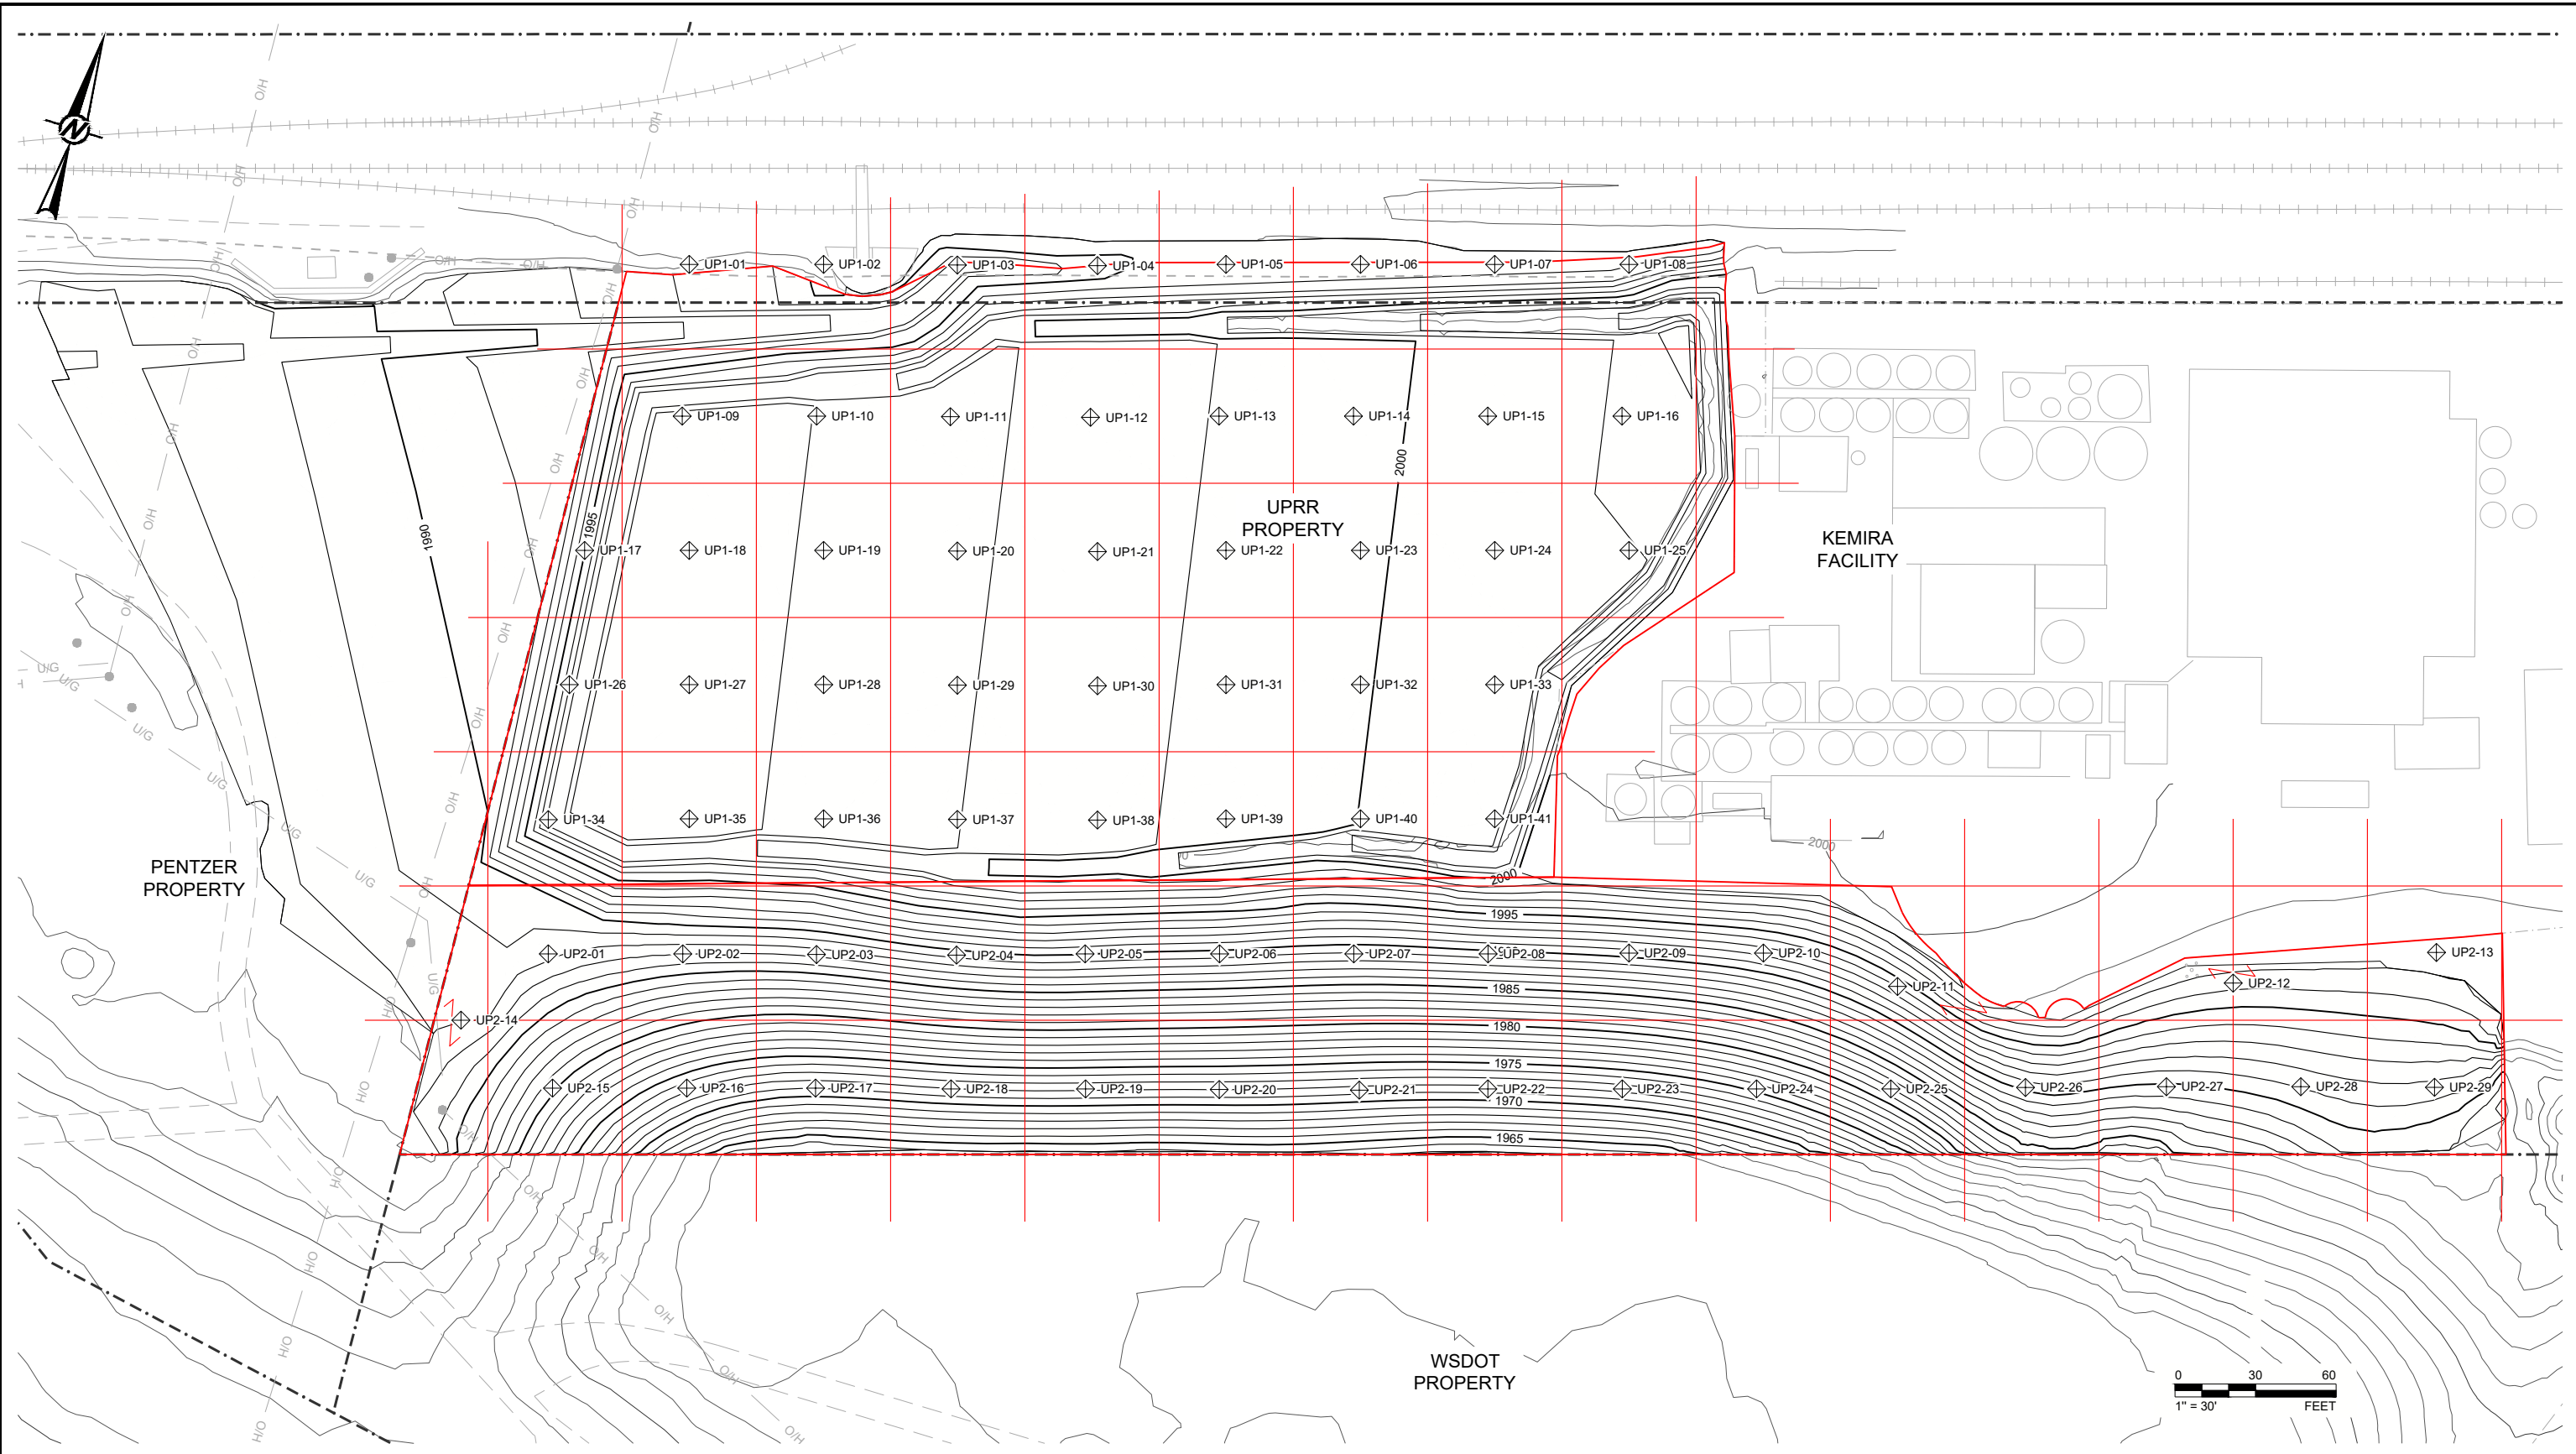 N
O/H
O/H
O/H
O/H
O/H
O/H
O/H
O/H
O/H
UP1-01
UP1-02
UP1-03
UP1-04
UP1-05
UP1-06
UP1-07
UP1-08
O/H
O/H
O/H
UP1-09
UP1-10
UP1-11
UP1-12
UP1-13
UP1-14
UP1-15
UP1-16
O/H
O/H
2000
O/H
UPRR
PROPERTY
1990
1995
KEMIRA
FACILITY
O/H
UP1-17
UP1-18
UP1-19
UP1-20
UP1-21
UP1-22
UP1-23
UP1-24
UP1-25
O/H
O/H
U/G
U/G
H
UP1-26
UP1-27
UP1-28
UP1-29
UP1-30
UP1-31
UP1-32
UP1-33
O/H
U/G
U/G
O/H
U/G
UP1-34
UP1-35
UP1-36
UP1-37
UP1-38
UP1-39
UP1-40
UP1-41
2000
PENTZER
PROPERTY
U/G
O/H
2000
1995
UP2-01
UP2-02
UP2-03
UP2-04
UP2-05
UP2-06
UP2-07
UP2-08
UP2-09
UP2-10
UP2-11
UP2-12
UP2-13
U/G
O/H
1985
UP2-14
1980
1975
O/H
UP2-15
UP2-16
UP2-17
UP2-18
UP2-19
UP2-20
UP2-21
UP2-22
UP2-23
UP2-24
UP2-25
UP2-26
UP2-27
UP2-28
UP2-29
1970
O/H
1965
O/H
O/H
O/H
O/H
O/H
O/H
O/H
WSDOT
PROPERTY
0 30 60
1" = 30' FEET
O/H
O/H